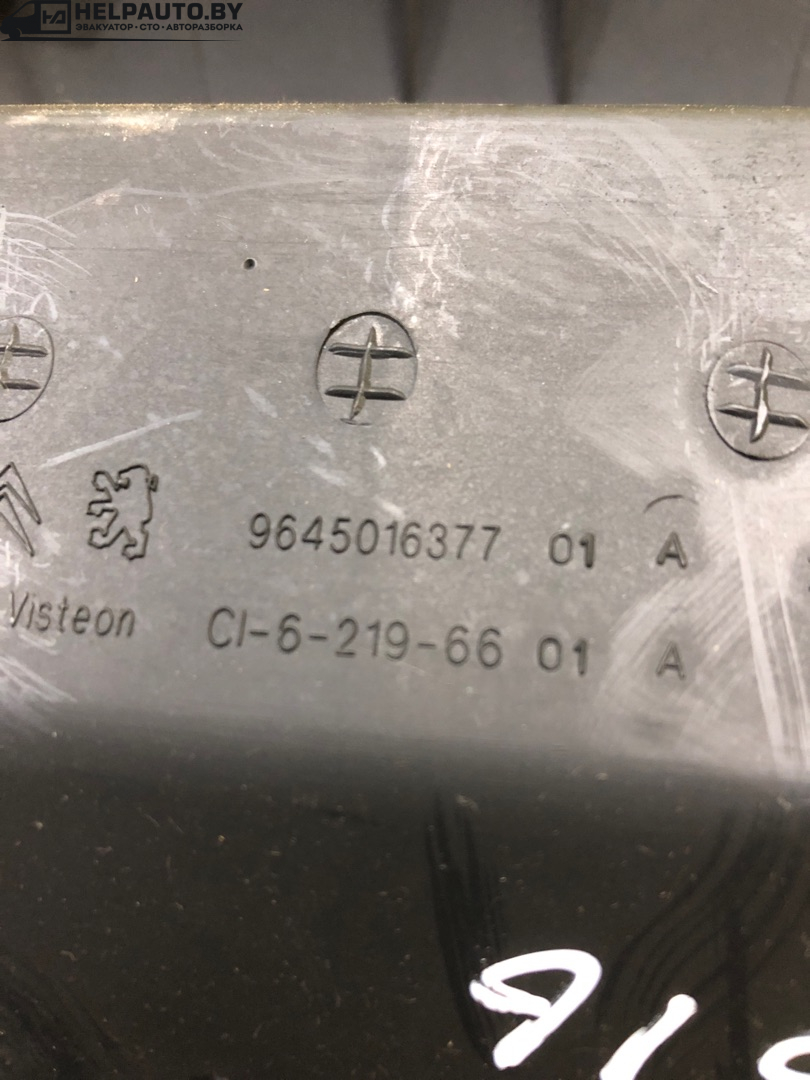 HELPAUTO.BY
ЭВАКУАТОР • СТО • АВТОРАЗБОРКА
9645016377 01 A
Visteon CI-6-219-66 01 A